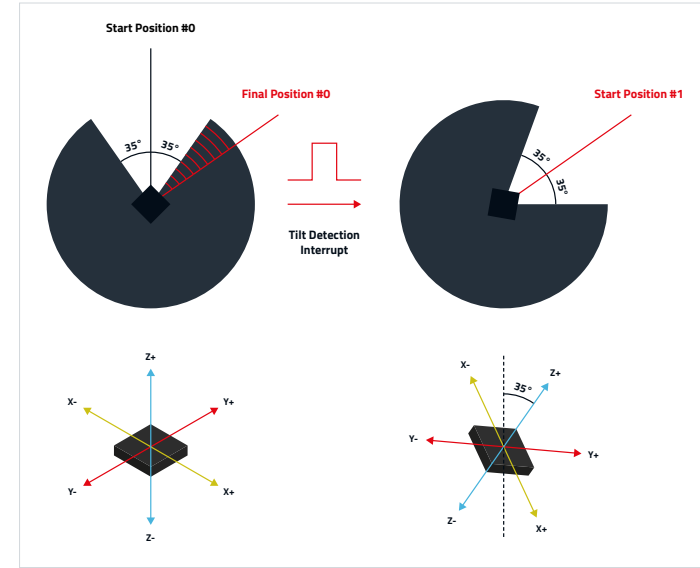 Start Position #0
Final Position #0
Start Position #1
35°
35°
35°
35°
Tilt Detection
Interrupt
Z+
X-
Y+
Y-
X+
Z-
X-
Z+
35°
Y-
Y+
Z-
X+